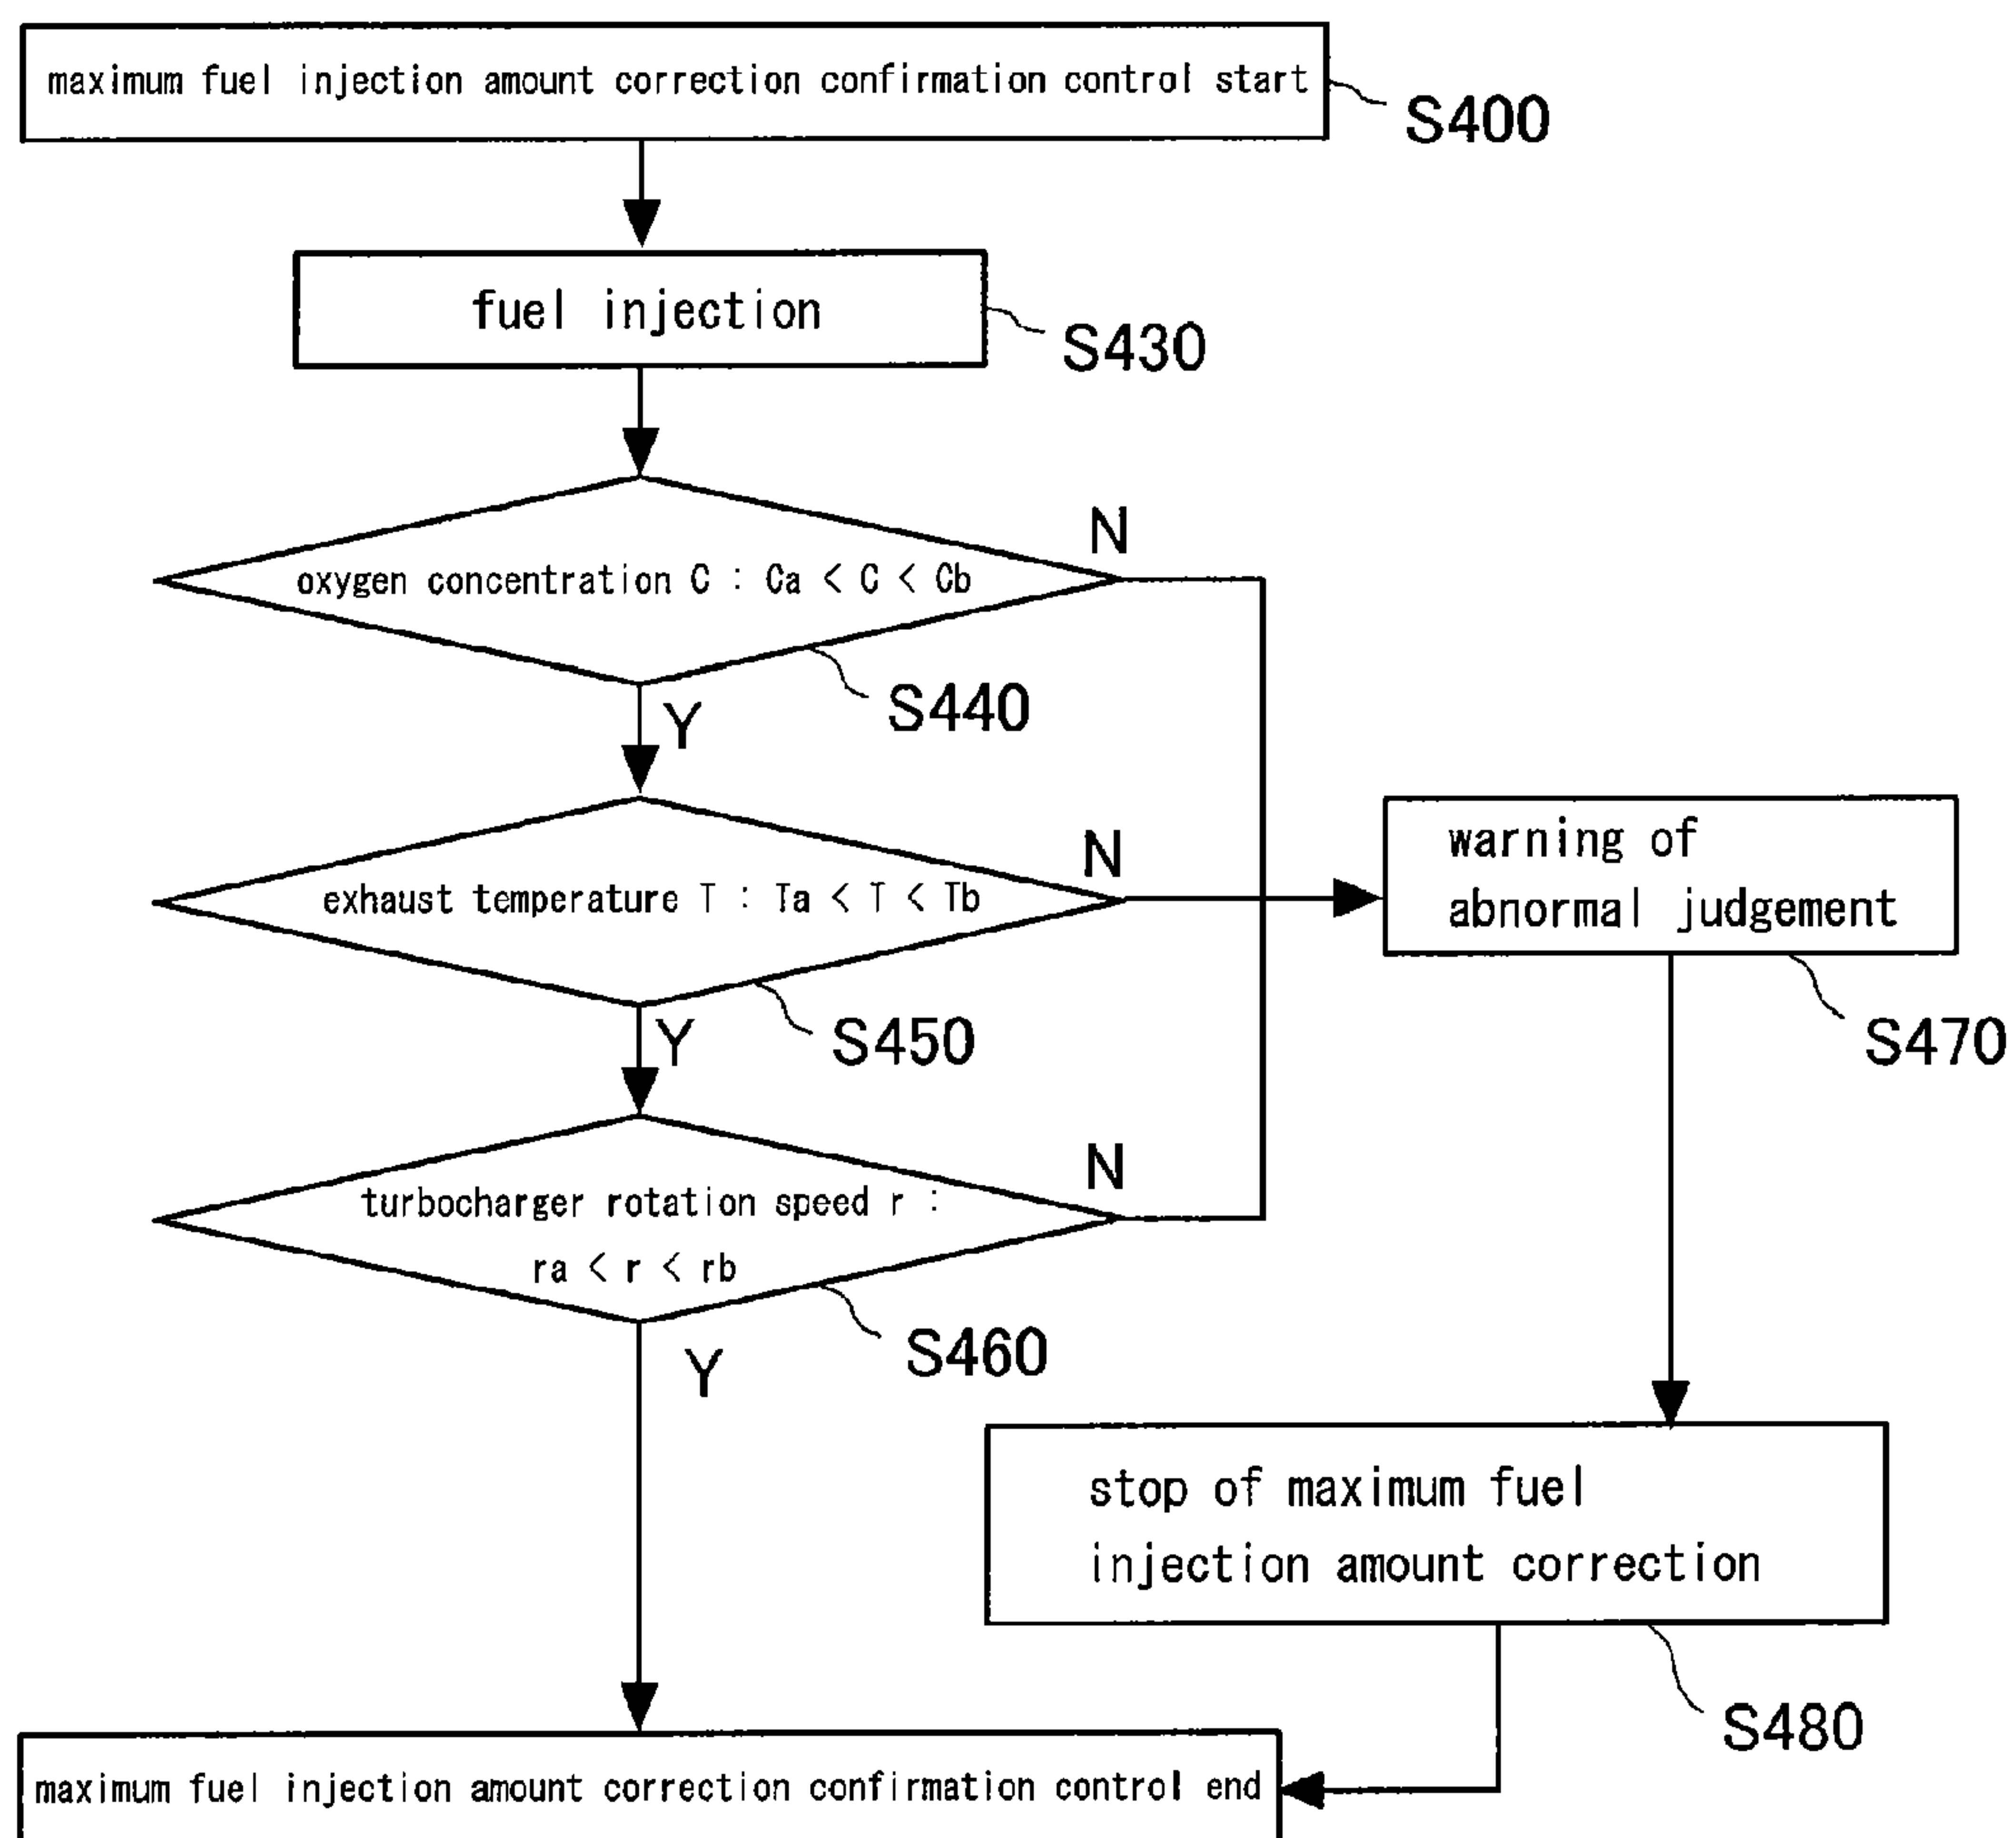 maximum fuel injection amount correction confirmation control start
S400
fuel injection
S430
N
oxygen concentration C : Ca < C < Cb
S440
Y
N
exhaust temperature T : Ta < T < Tb
warning of
abnormal judgement
S450
S470
Y
N
turbocharger rotation speed r :
ra < r < rb
S460
Y
stop of maximum fuel
injection amount correction
S480
maximum fuel injection amount correction confirmation control end